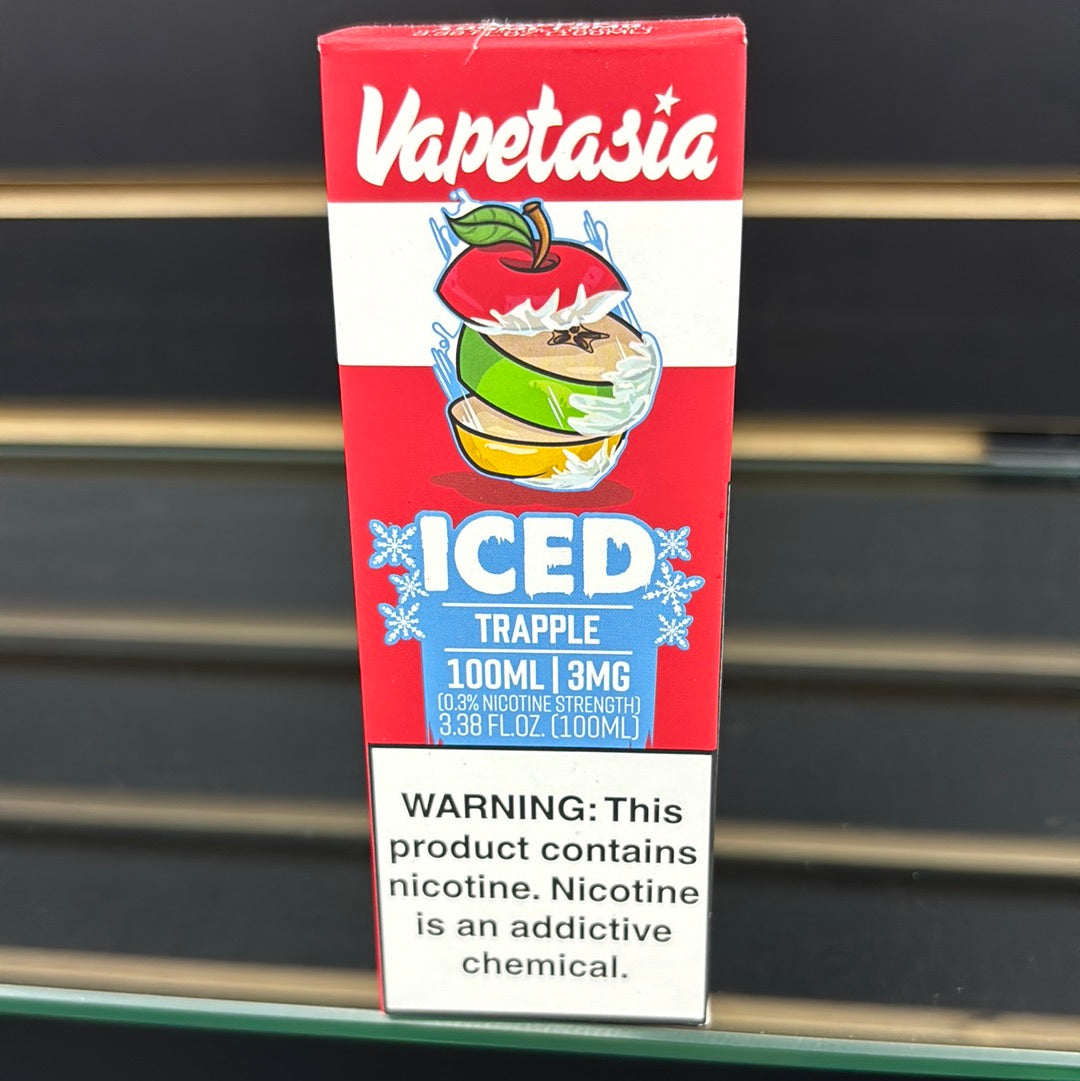 Vapetasia
ICED
TRAPPLE
100ML | 3MG
(0.3% NICOTINE STRENGTH)
3.38 FL.OZ. (100ML)
WARNING: This
product contains
nicotine. Nicotine
is an addictive
chemical.